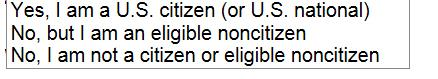 Yes, I am a U.S. citizen (or U.S. national)
No, but I am an eligible noncitizen
No, I am not a citizen or eligible noncitizen